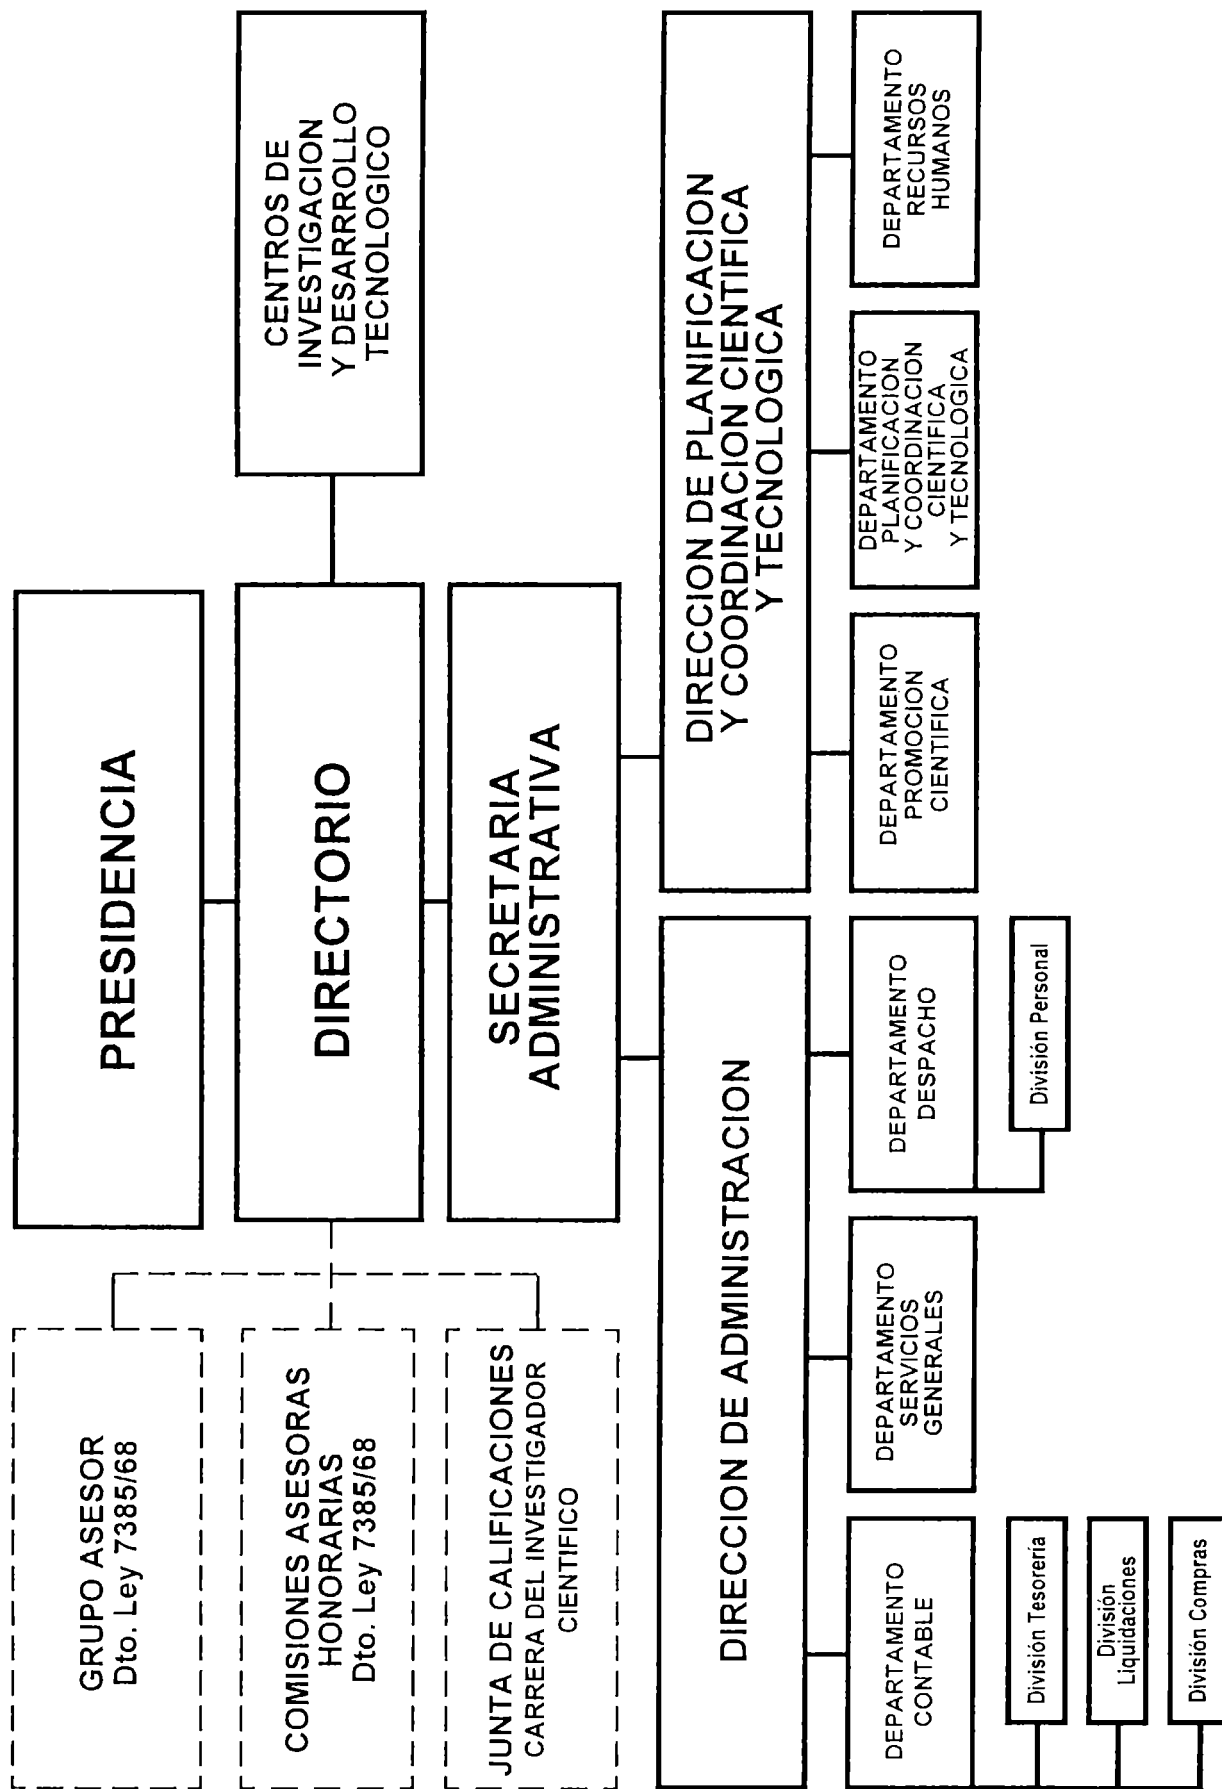 PRESIDENCIA
GRUPO ASESOR
Dto. Ley 7385/68
COMISIONES ASESORAS
HONORARIAS
Dto. Ley 7385/68
DIRECTORIO
CENTROS DE
INVESTIGACION
Y DESARRROLLO
TECNOLOGICO
JUNTA DE CALIFICACIONES
CARRERA DEL INVESTIGADOR
CIENTIFICO
SECRETARIA
ADMINISTRATIVA
DIRECCION DE ADMINISTRACION
DIRECCION DE PLANIFICACION
Y COORDINACION CIENTIFICA
Y TECNOLOGICA
DEPARTAMENTO
CONTABLE
DEPARTAMENTO
SERVICIOS
GENERALES
DEPARTAMENTO
DESPACHO
DEPARTAMENTO
PROMOCION
CIENTIFICA
DEPARTAMENTO
PLANIFICACION
Y COORDINACION
CIENTIFICA
Y TECNOLOGICA
DEPARTAMENTO
RECURSOS
HUMANOS
División Tesorería
División
Liquidaciones
División Compras
División Personal